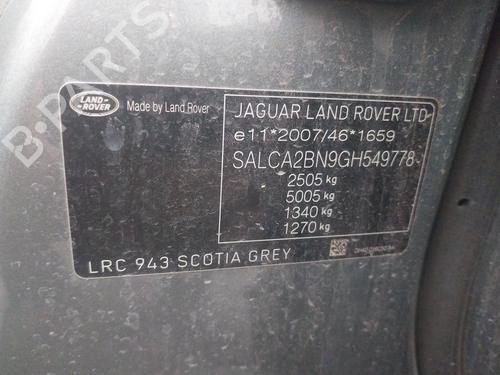 B-PARTS
LAND-
ROVER
Made by Land Rover
JAGUAR LAND ROVER LTD
e11*2007/46*1659
SALCA2BN9GH549778
2505 kg
5005 kg
1340 kg
1270 kg
LRC 943 SCOTIA GREY